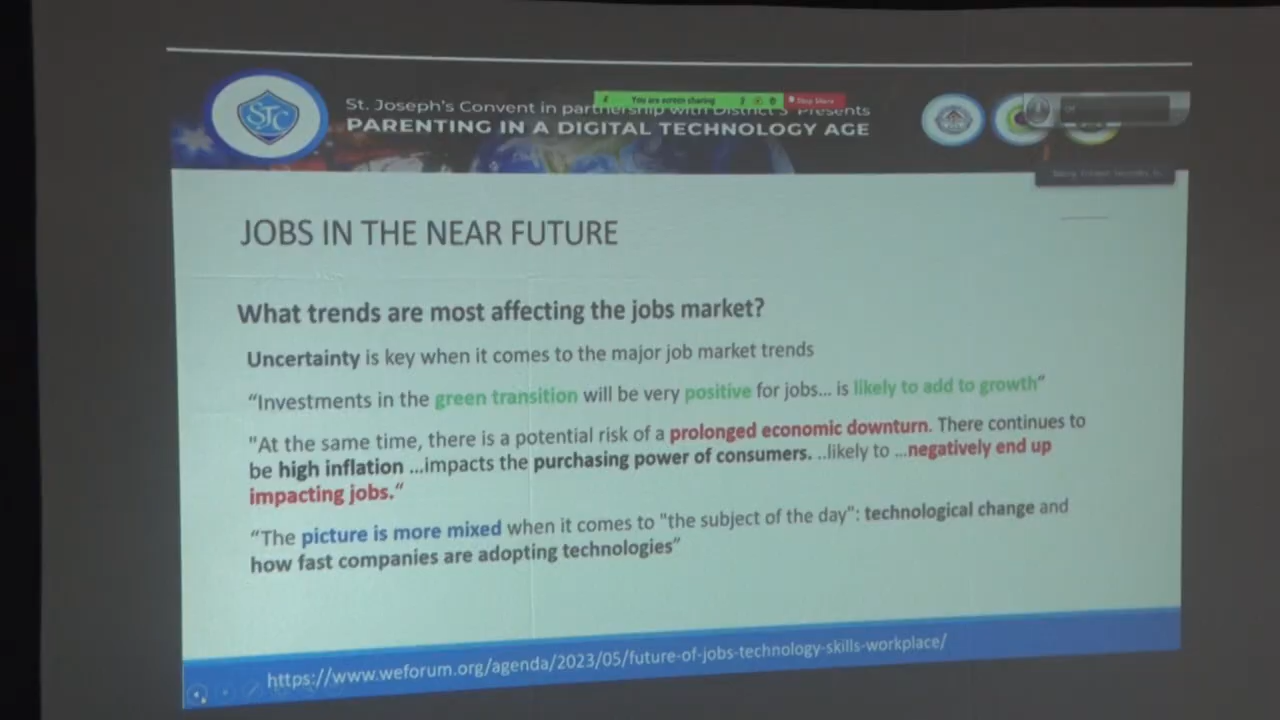 STJC
St. Joseph's Convent in partnership with District 5 Presents
You are screen sharing
Stop Share
PARENTING IN A DIGITAL TECHNOLOGY AGE
JOBS IN THE NEAR FUTURE
What trends are most affecting the jobs market?
Uncertainty is key when it comes to the major job market trends
“Investments in the green transition will be very positive for jobs... is likely to add to growth”
"At the same time, there is a potential risk of a prolonged economic downturn. There continues to
be high inflation ...impacts the purchasing power of consumers. ..likely to ...negatively end up
impacting jobs.“
“The picture is more mixed when it comes to "the subject of the day": technological change and
how fast companies are adopting technologies”
https://www.weforum.org/agenda/2023/05/future-of-jobs-technology-skills-workplace/